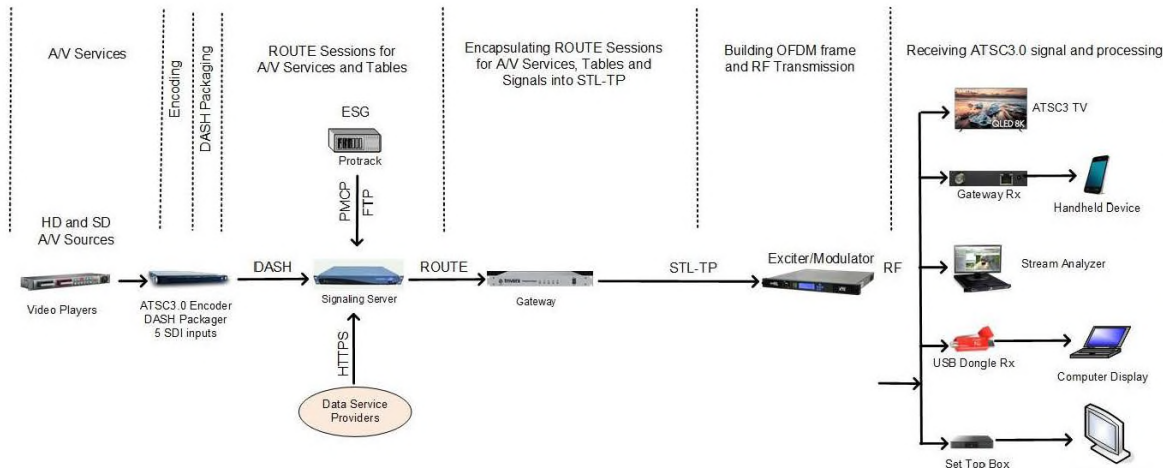 A/V Services
Encoding
DASH Packaging
ROUTE Sessions for
A/V Services and Tables
Encapsulating ROUTE Sessions
for A/V Services, Tables and
Signals into STL-TP
Building OFDM frame
and RF Transmission
Receiving ATSC3.0 signal and processing
ESG
Protrack
PMCP
FTP
HD and SD
A/V Sources
Video Players
ATSC3.0 Encoder
DASH Packager
5 SDI inputs
DASH
Signaling Server
HTTPS
Data Service
Providers
ROUTE
Gateway
STL-TP
Exciter/Modulator
RF
QLED 8K
ATSC3 TV
Gateway Rx
Handheld Device
Stream Analyzer
USB Dongle Rx
Computer Display
Set Top Box